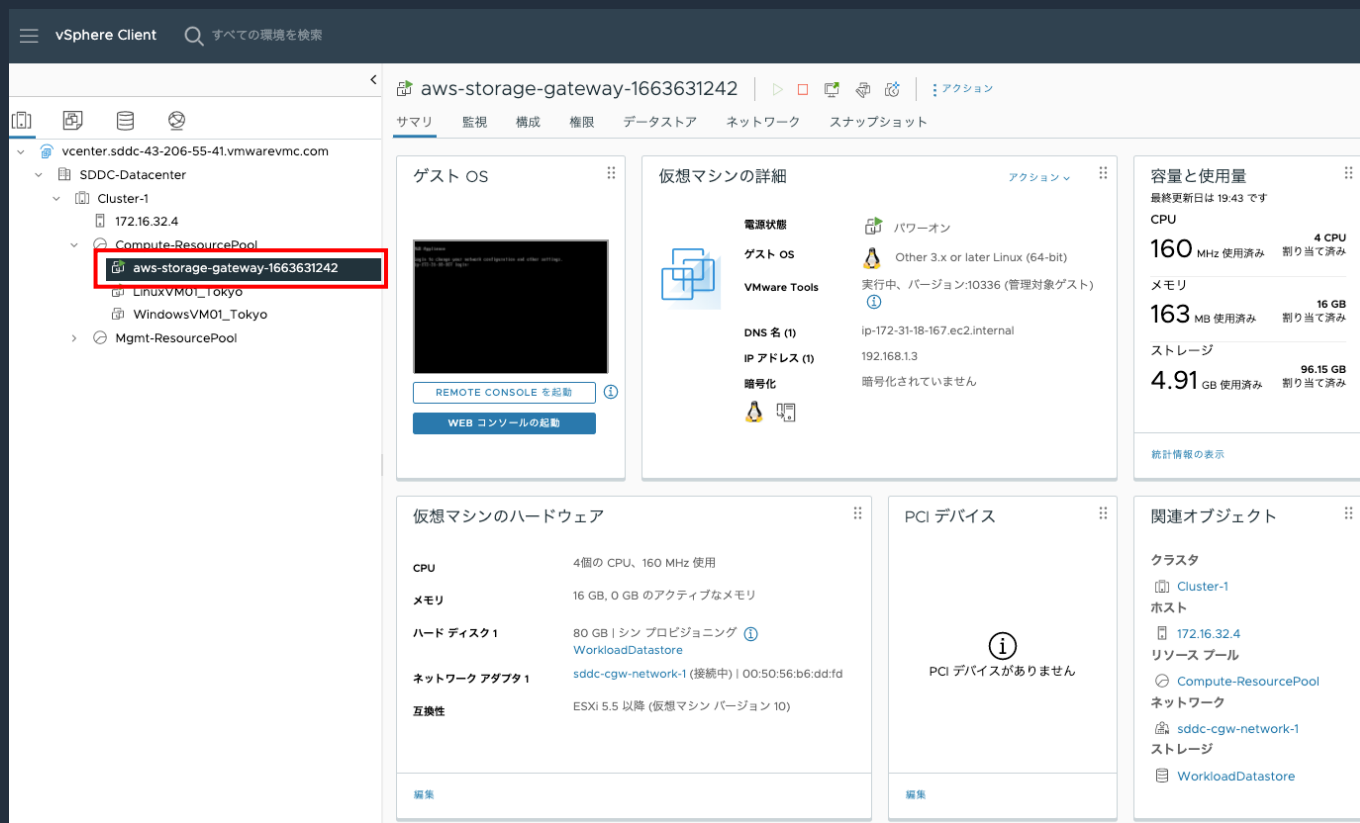 vSphere Client
すべての環境を検索
vcenter.sddc-43-206-55-41.vmwarevmc.com
SDDC-Datacenter
Cluster-1
172.16.32.4
Compute-ResourcePool
aws-storage-gateway-1663631242
LinuxVM01_Tokyo
WindowsVM01_Tokyo
Mgmt-ResourcePool
aws-storage-gateway-1663631242
アクション
サマリ 監視 構成 権限 データストア ネットワーク スナップショット
ゲスト OS
REMOTE CONSOLE を起動
WEB コンソールの起動
仮想マシンの詳細
アクション
電源状態 パワーオン
ゲスト OS Other 3.x or later Linux (64-bit)
VMware Tools 実行中、バージョン:10336 (管理対象ゲスト)
DNS 名 (1) ip-172-31-18-167.ec2.internal
IP アドレス (1) 192.168.1.3
暗号化 暗号化されていません
容量と使用量
最終更新日は 19:43 です
CPU
160 MHz 使用済み 4 CPU 割り当て済み
メモリ
163 MB 使用済み 16 GB 割り当て済み
ストレージ
4.91 GB 使用済み 96.15 GB 割り当て済み
統計情報の表示
仮想マシンのハードウェア
CPU 4個の CPU、160 MHz 使用
メモリ 16 GB, 0 GB のアクティブなメモリ
ハード ディスク 1 80 GB | シン プロビジョニング
WorkloadDatastore
ネットワーク アダプタ 1 sddc-cgw-network-1 (接続中) | 00:50:56:b6:dd:fd
互換性 ESXi 5.5 以降 (仮想マシン バージョン 10)
編集
PCI デバイス
PCI デバイスがありません
編集
関連オブジェクト
クラスタ
Cluster-1
ホスト
172.16.32.4
リソース プール
Compute-ResourcePool
ネットワーク
sddc-cgw-network-1
ストレージ
WorkloadDatastore